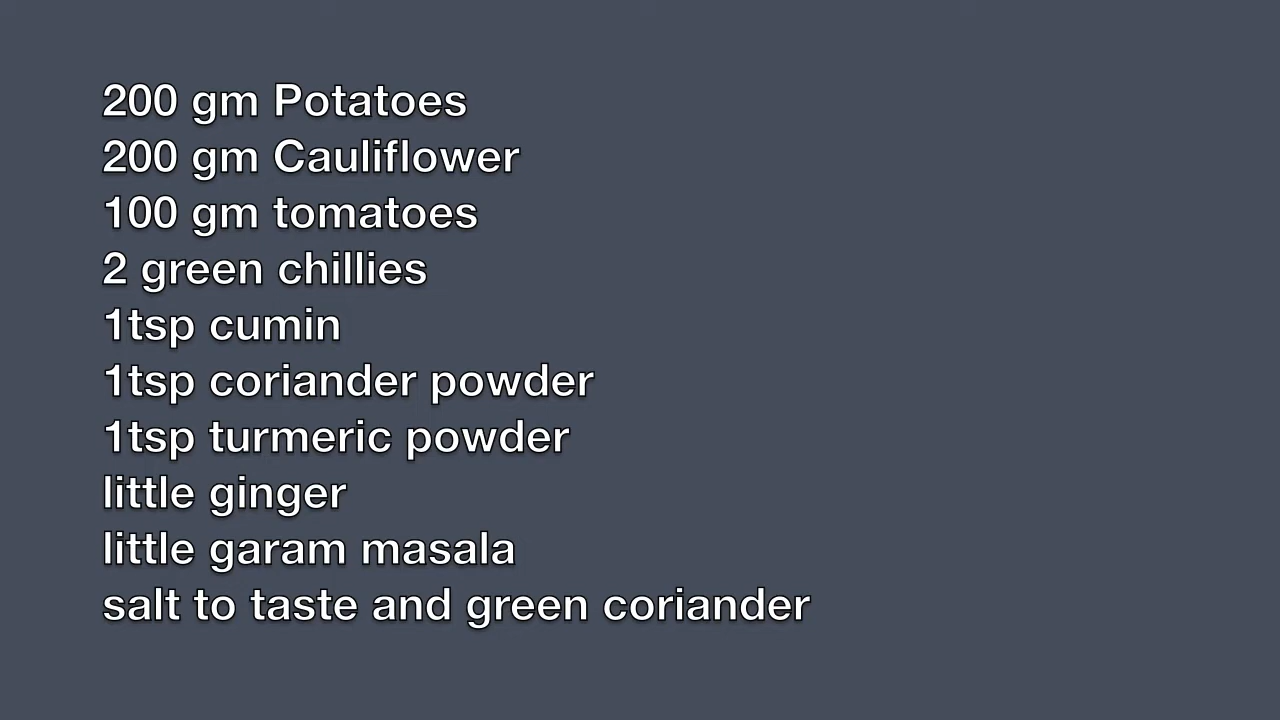 200 gm Potatoes
200 gm Cauliflower
100 gm tomatoes
2 green chillies
1tsp cumin
1tsp coriander powder
1tsp turmeric powder
little ginger
little garam masala
salt to taste and green coriander